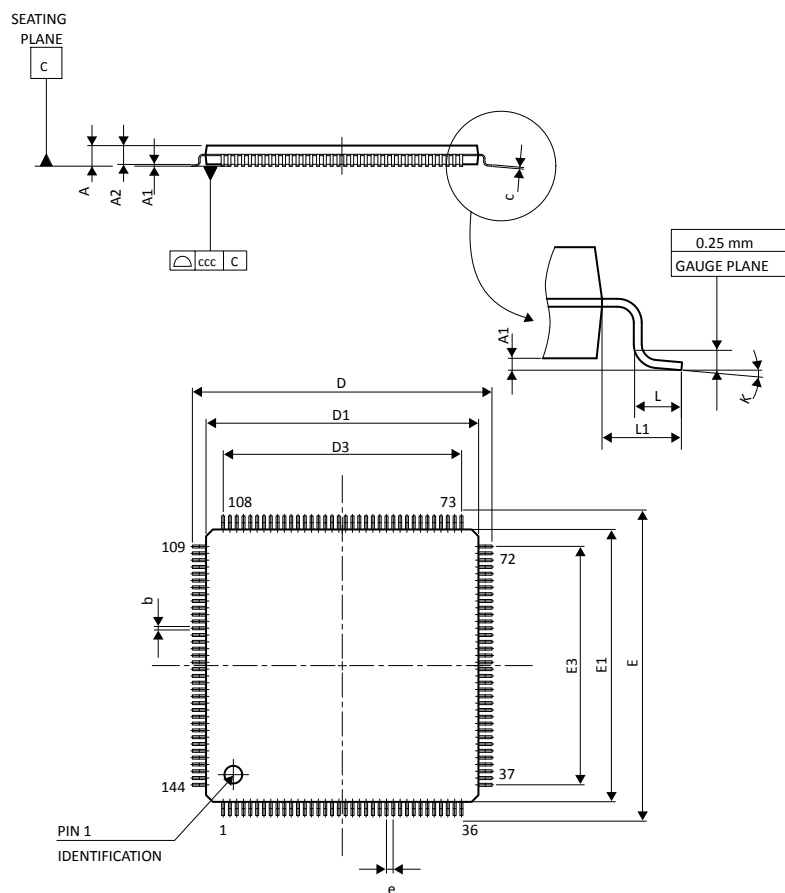 SEATING
PLANE
C
A
A2
A1
c
ccc C
0.25 mm
GAUGE PLANE
A1
L
K
L1
D
D1
D3
108
73
109
72
b
E3
E1
E
144
37
PIN 1
IDENTIFICATION
1
36
e